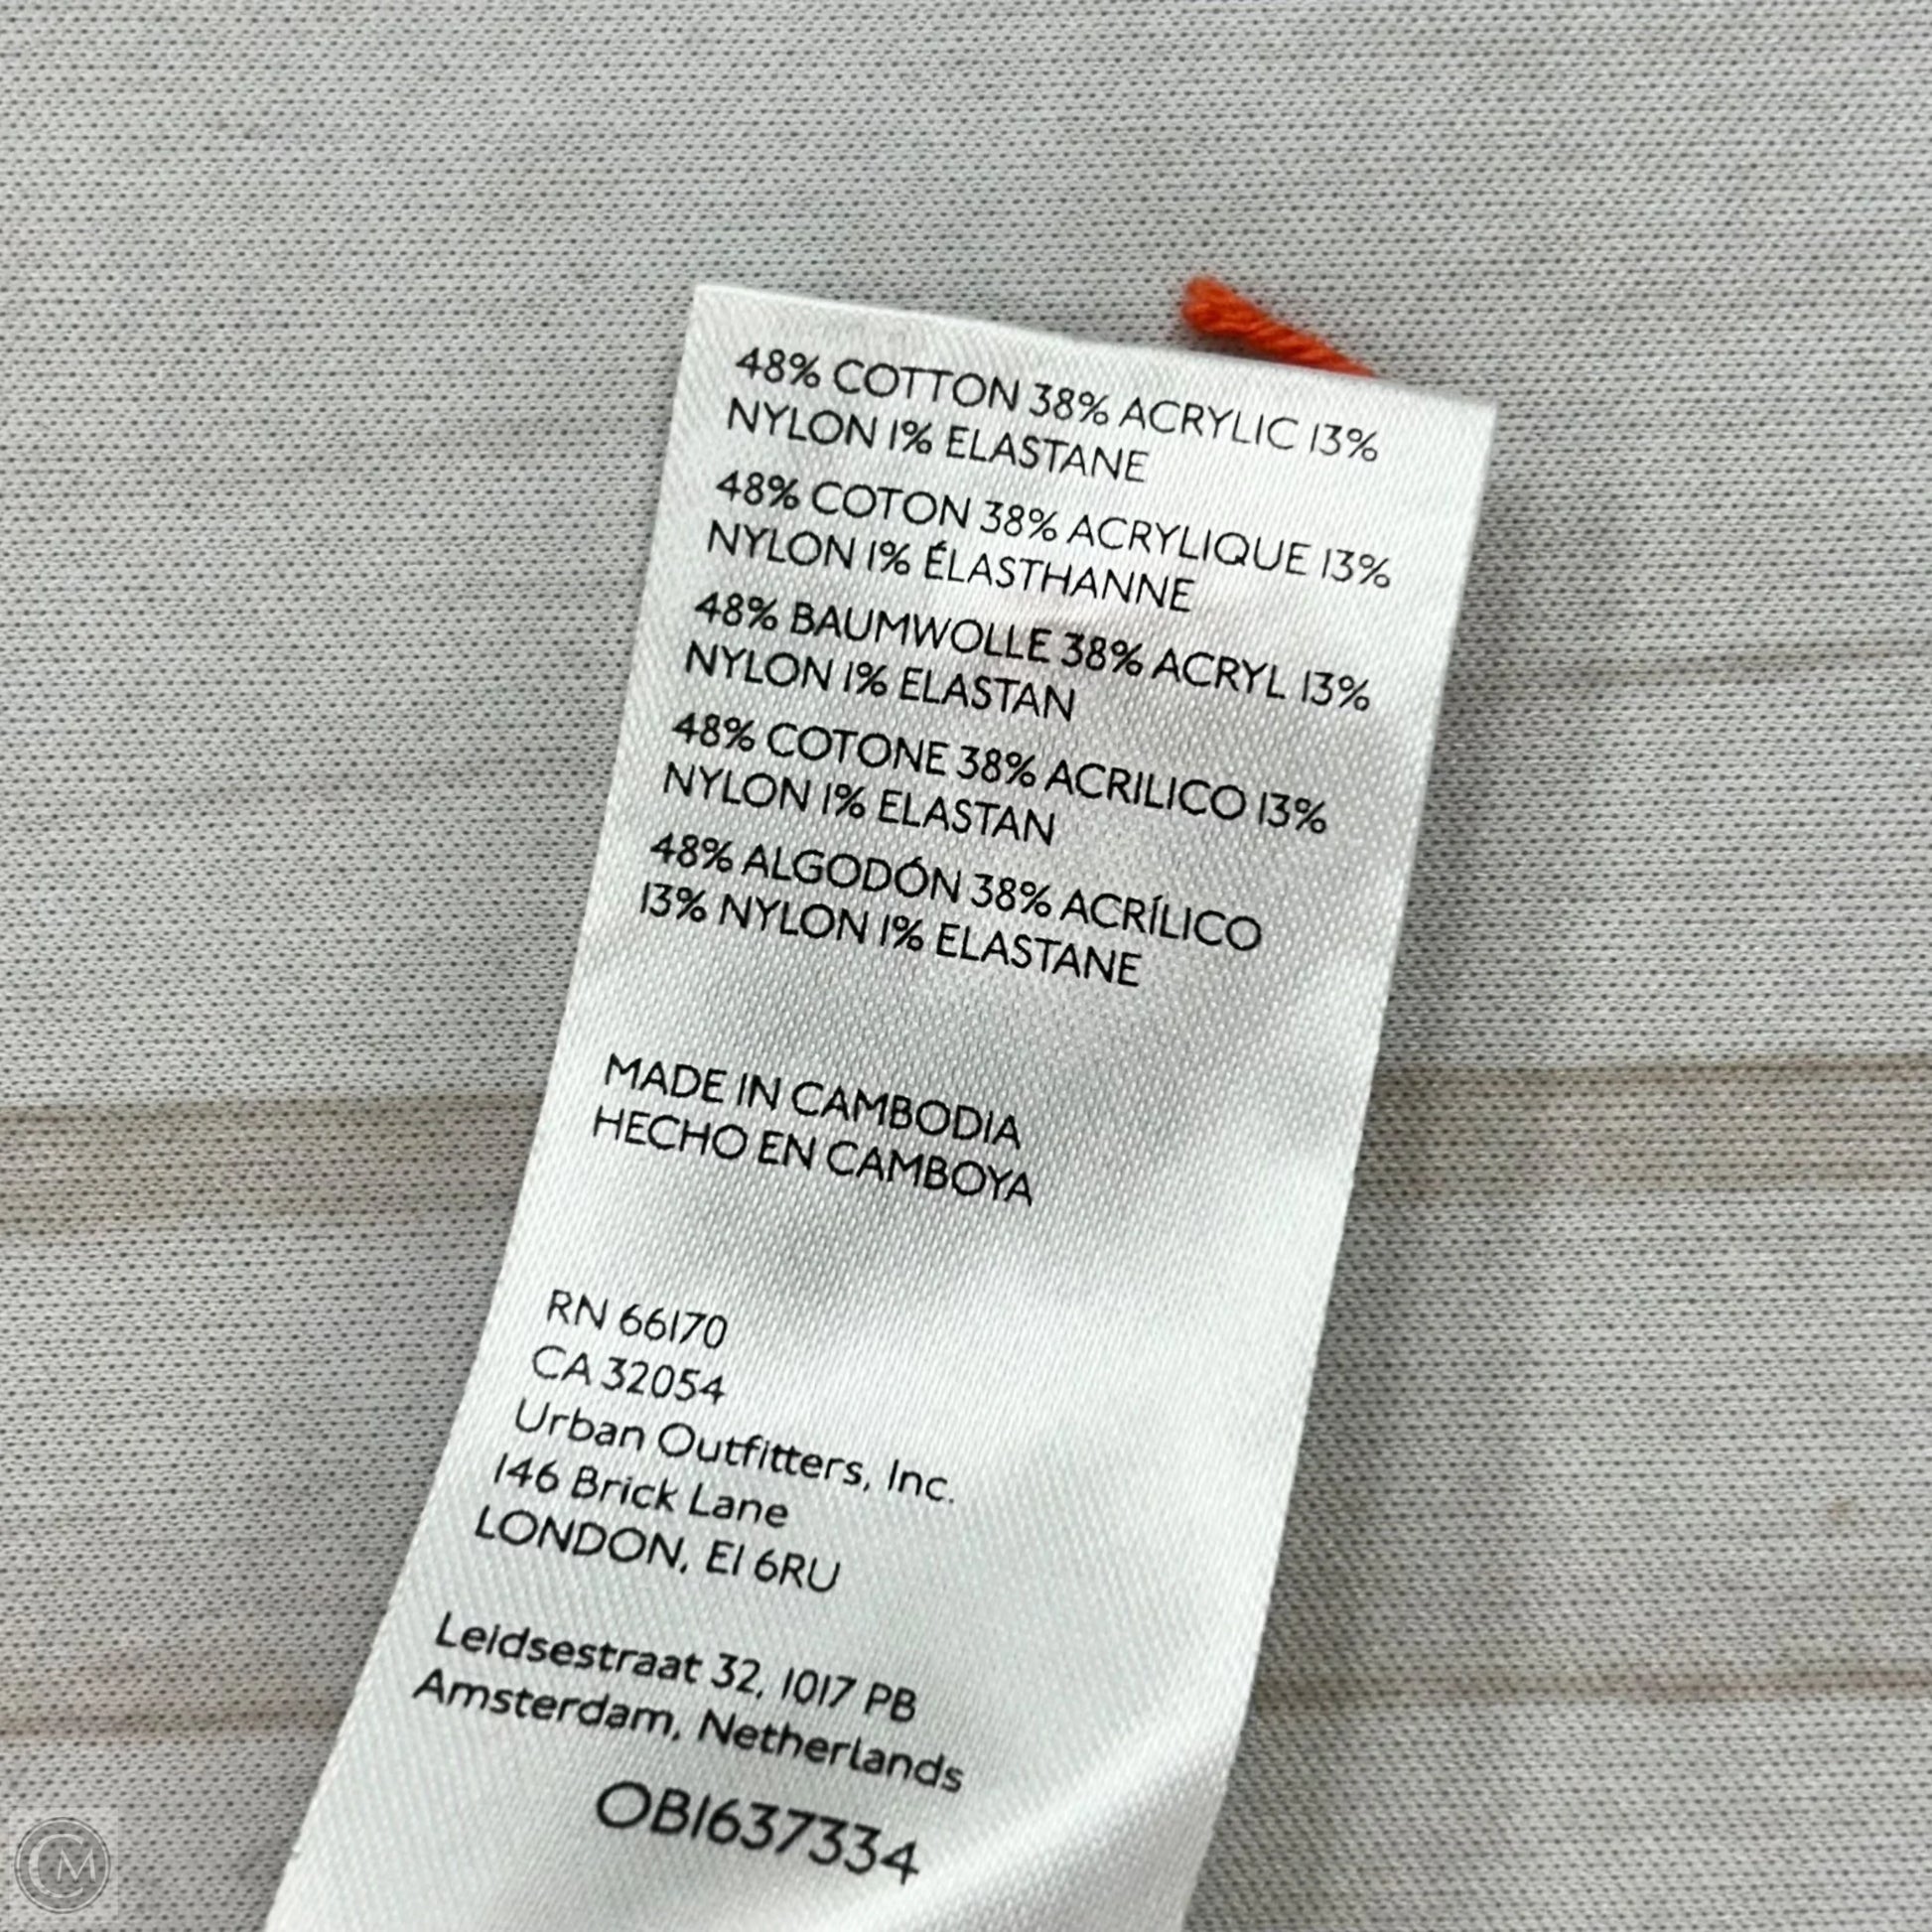 48% COTTON 38% ACRYLIC 13%
NYLON 1% ELASTANE
48% COTON 38% ACRYLIQUE 13%
NYLON 1% ÉLASTHANNE
48% BAUMWOLLE 38% ACRYL 13%
NYLON 1% ELASTAN
48% COTONE 38% ACRILICO 13%
NYLON 1% ELASTAN
48% ALGODÓN 38% ACRÍLICO
13% NYLON 1% ELASTANE
MADE IN CAMBODIA
HECHO EN CAMBOYA
RN 66170
CA 32054
Urban Outfitters, Inc.
146 Brick Lane
LONDON, E1 6RU
Leidsestraat 32, 1017 PB
Amsterdam, Netherlands
OB1637334
CM